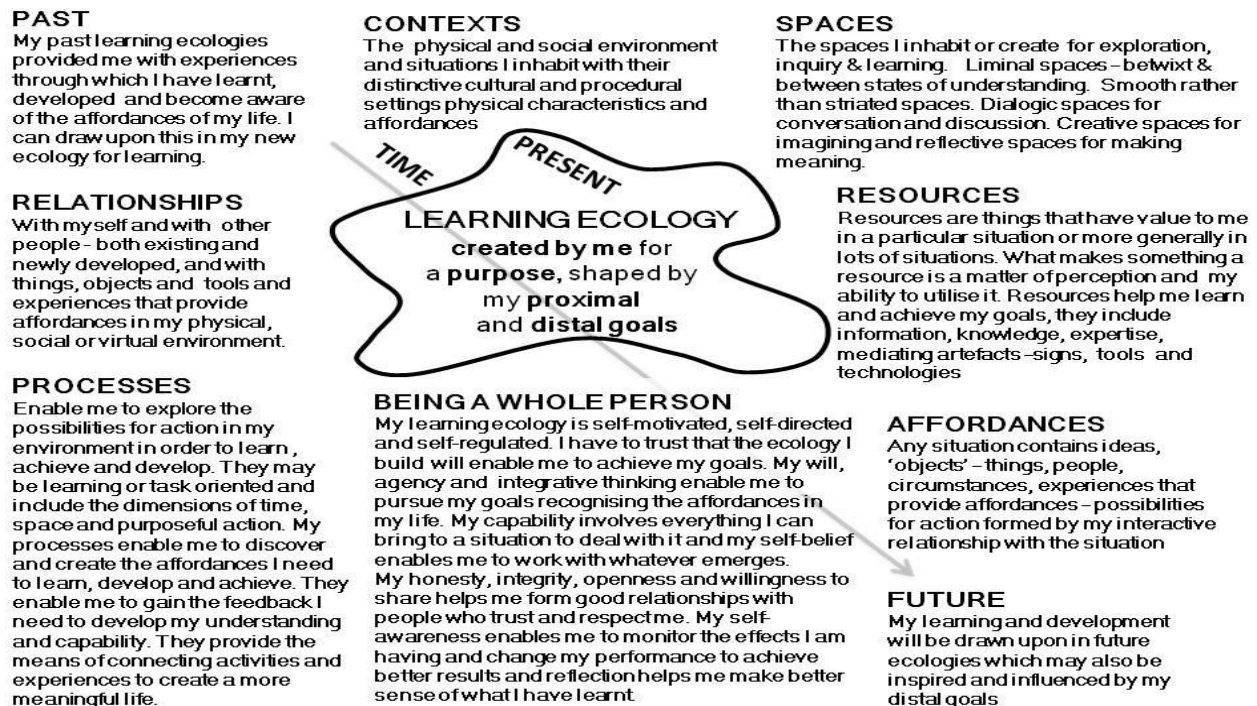 PAST
My past learning ecologies
provided me with experiences
through which I have learnt,
developed and become aware
of the affordances of my life. I
can draw upon this in my new
ecology for learning.
CONTEXTS
The physical and social environment
and situations I inhabit with their
distinctive cultural and procedural
settings physical characteristics and
affordances
SPACES
The spaces I inhabit or create for exploration,
inquiry & learning. Liminal spaces – betwixt &
between states of understanding. Smooth rather
than striated spaces. Dialogic spaces for
conversation and discussion. Creative spaces for
imagining and reflective spaces for making
meaning.
TIME
PRESENT
LEARNING ECOLOGY
created by me for
a purpose, shaped by
my proximal
and distal goals
RELATIONSHIPS
With myself and with other
people - both existing and
newly developed, and with
things, objects and tools and
experiences that provide
affordances in my physical,
social or virtual environment.
RESOURCES
Resources are things that have value to me
in a particular situation or more generally in
lots of situations. What makes something a
resource is a matter of perception and my
ability to utilise it. Resources help me learn
and achieve my goals, they include
information, knowledge, expertise,
mediating artefacts –signs, tools and
technologies
PROCESSES
Enable me to explore the
possibilities for action in my
environment in order to learn ,
achieve and develop. They may
be learning or task oriented and
include the dimensions of time,
space and purposeful action. My
processes enable me to discover
and create the affordances I need
to learn, develop and achieve. They
enable me to gain the feedback I
need to develop my understanding
and capability. They provide the
means of connecting activities and
experiences to create a more
meaningful life.
BEING A WHOLE PERSON
My learning ecology is self-motivated, self-directed
and self-regulated. I have to trust that the ecology I
build will enable me to achieve my goals. My will,
agency and integrative thinking enable me to
pursue my goals recognising the affordances in
my life. My capability involves everything I can
bring to a situation to deal with it and my self-belief
enables me to work with whatever emerges.
My honesty, integrity, openness and willingness to
share helps me form good relationships with
people who trust and respect me. My self-
awareness enables me to monitor the effects I am
having and change my performance to achieve
better results and reflection helps me make better
sense of what I have learnt.
AFFORDANCES
Any situation contains ideas,
‘objects’ – things, people,
circumstances, experiences that
provide affordances – possibilities
for action formed by my interactive
relationship with the situation
FUTURE
My learning and development
will be drawn upon in future
ecologies which may also be
inspired and influenced by my
distal goals